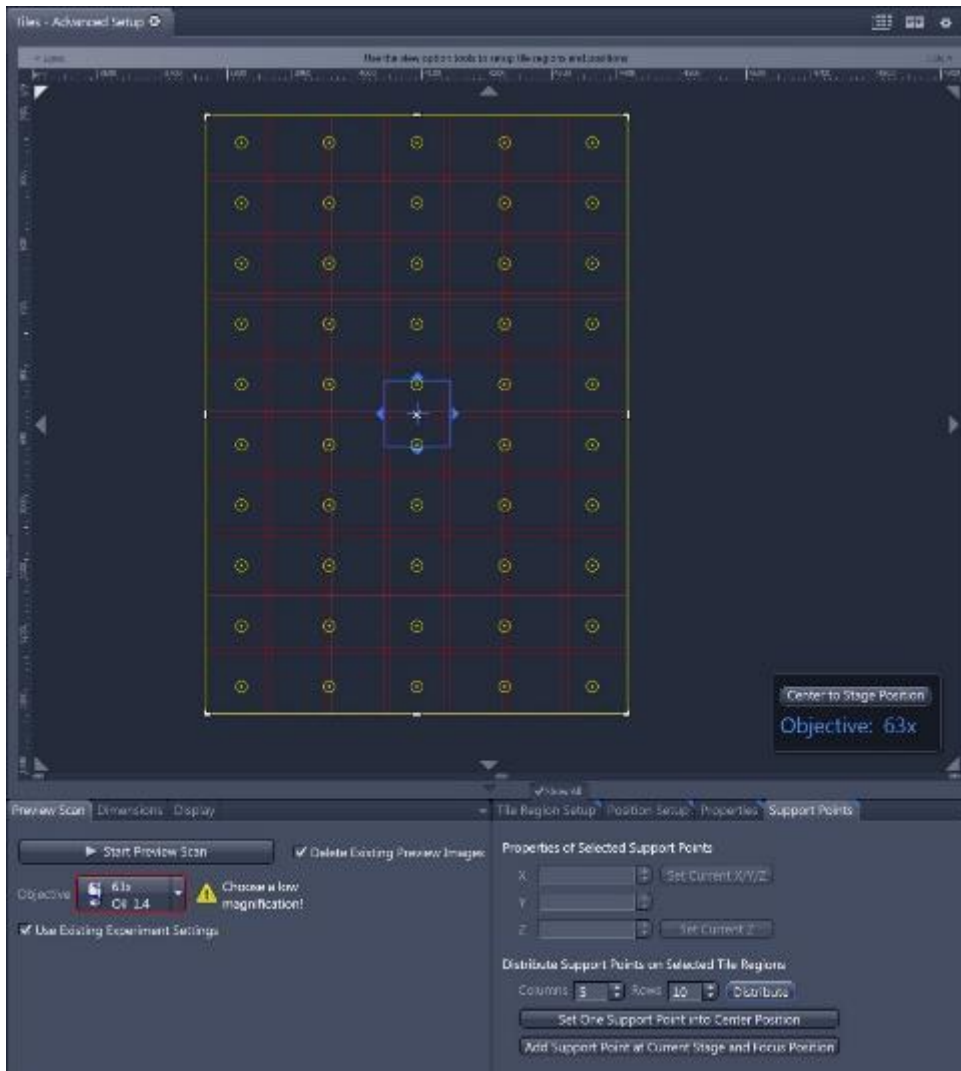 Tiles - Advanced Setup
Use the view option tools to setup tile regions and positions
Center to Stage Position
Objective: 63x
Show All
Preview Scan Dimensions Display
Tile Region Setup Position Setup Properties Support Points
Start Preview Scan
Delete Existing Preview Images
Properties of Selected Support Points
X
Set Current X/Y/Z
Objective
63x
Oil 1.4
Choose a low
magnification!
Y
Use Existing Experiment Settings
Z
Set Current Z
Distribute Support Points on Selected Tile Regions
Columns 5 Rows 10 Distribute
Set One Support Point into Center Position
Add Support Point at Current Stage and Focus Position